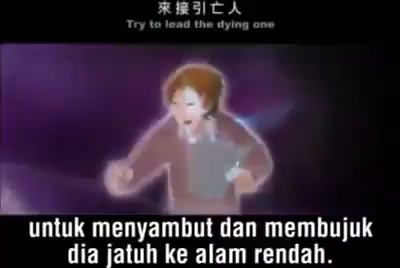 來接引亡人
Try to lead the dying one
untuk menyambut dan membujuk
dia jatuh ke alam rendah.